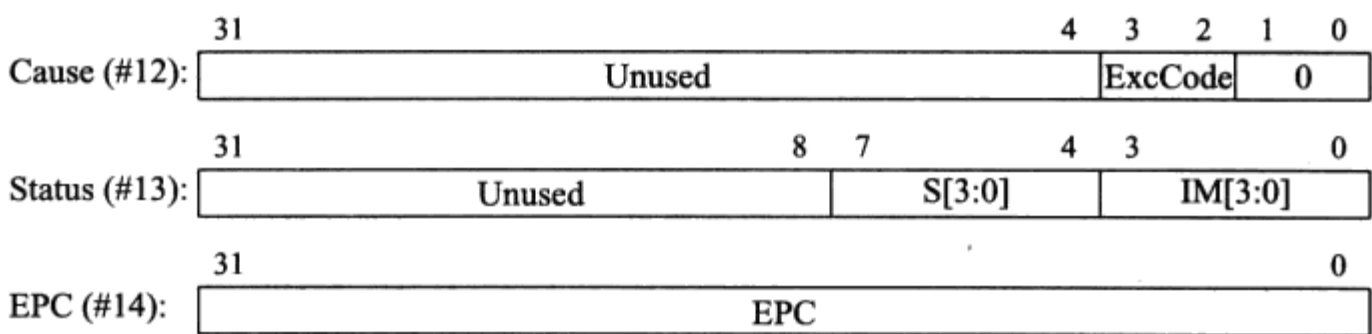 31 4 3 2 1 0
Cause (#12): Unused ExcCode 0
31 8 7 4 3 0
Status (#13): Unused S[3:0] IM[3:0]
31 0
EPC (#14): EPC